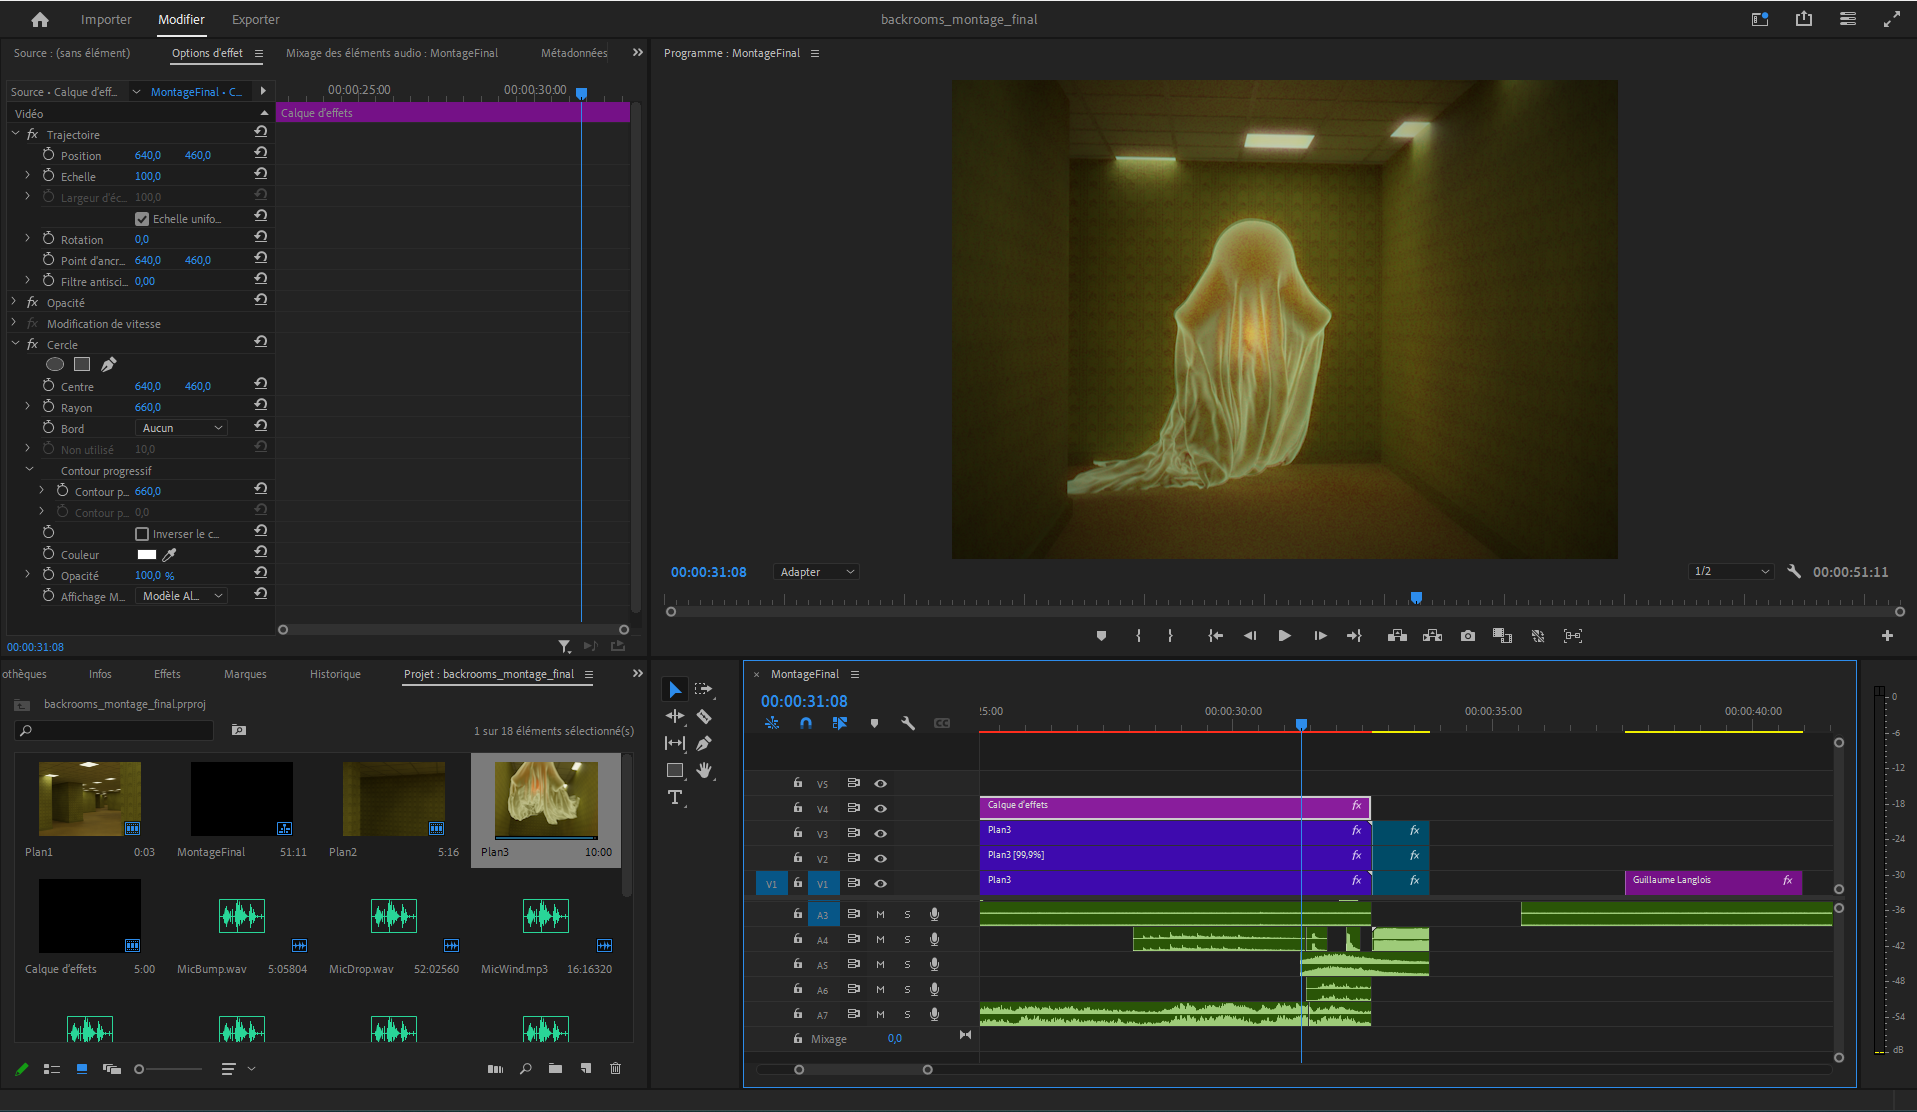 Importer
Modifier
Exporter
backrooms_montage_final
Source : (sans élément)
Options d'effet
Mixage des éléments audio : MontageFinal
Métadonnées
Programme : MontageFinal
Source • Calque d'eff...
MontageFinal • C...
00:00:25:00
00:00:30:00
Vidéo
Calque d'effets
fx Trajectoire
Position 640,0 460,0
Echelle 100,0
Largeur d'éc... 100,0
Echelle unifo...
Rotation 0,0
Point d'ancr... 640,0 460,0
Filtre antisci... 0,00
fx Opacité
fx Modification de vitesse
fx Cercle
Centre 640,0 460,0
Rayon 660,0
Bord Aucun
Non utilisé 10,0
Contour progressif
Contour p... 660,0
Contour p... 0,0
Inverser le c...
Couleur
Opacité 100,0 %
Affichage M... Modèle Al...
00:00:31:08
00:00:31:08
Adapter
1/2
00:00:51:11
othèques
Infos
Effets
Marques
Historique
Projet : backrooms_montage_final
backrooms_montage_final.prproj
1 sur 18 éléments sélectionné(s)
Plan1 0:03
MontageFinal 51:11
Plan2 5:16
Plan3 10:00
Calque d'effets 5:00
MicBump.wav 5:05804
MicDrop.wav 52:02560
MicWind.mp3 16:16320
× MontageFinal
00:00:31:08
CC
:25:00
00:00:30:00
00:00:35:00
00:00:40:00
V5
V4
Calque d'effets fx
V3
Plan3 fx fx
V2
Plan3 [99,9%] fx fx
V1 V1
Plan3 fx fx
Guillaume Langlois fx
A3 M S
A4 M S
A5 M S
A6 M S
A7 M S
Mixage 0,0
0
-6
-12
-18
-24
-30
-36
-42
-48
-54
dB